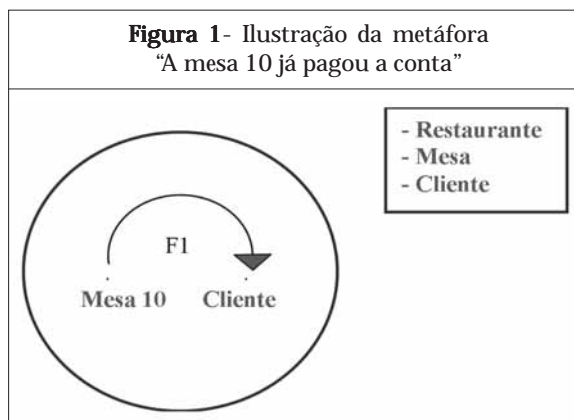 Figura 1- Ilustração da metáfora
“A mesa 10 já pagou a conta”
- Restaurante
- Mesa
- Cliente
F1
Mesa 10 Cliente